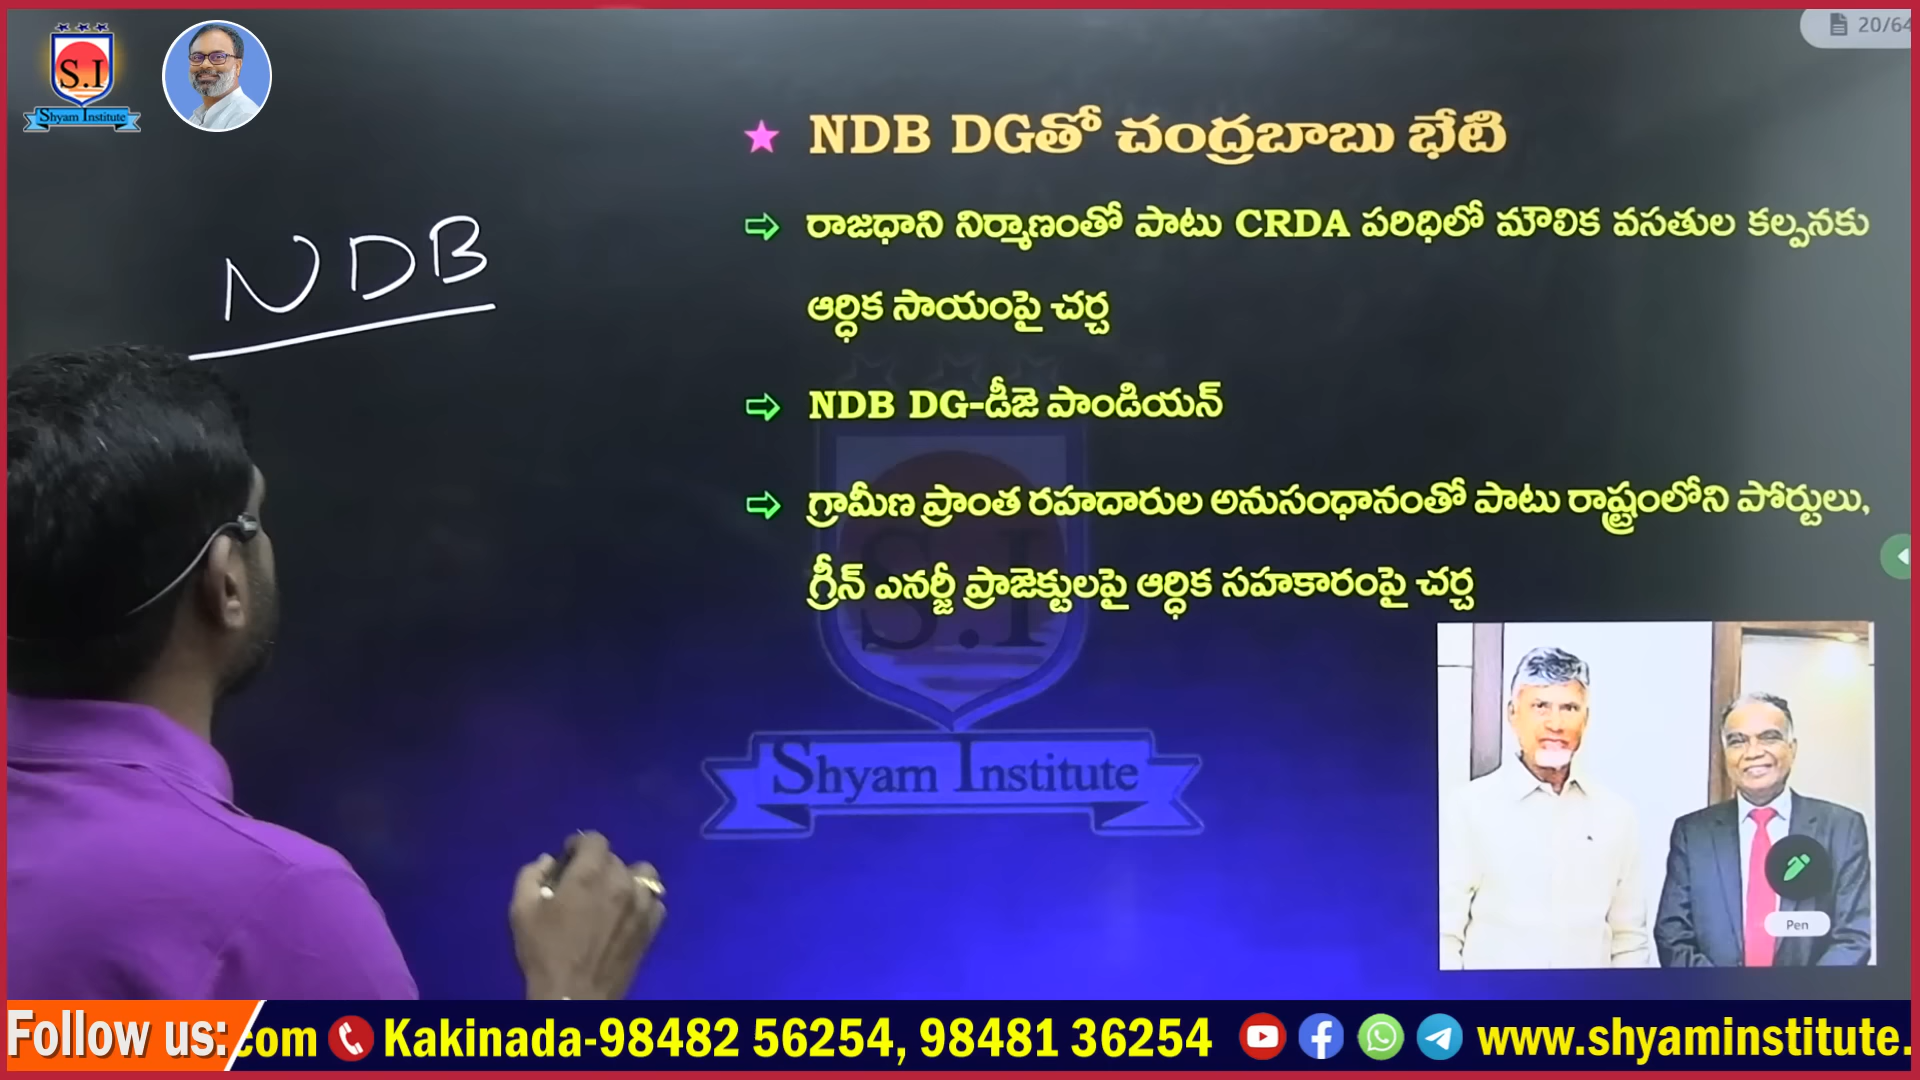 S.I
Shyam Institute
20/64
★ NDB DGతో చంద్రబాబు భేటీ
⇨ రాజధాని నిర్మాణంతో పాటు CRDA పరిధిలో మౌలిక వసతుల కల్పనకు
ఆర్థిక సాయంపై చర్చ
NDB
⇨ NDB DG-డీజె పాండియన్
⇨ గ్రామీణ ప్రాంత రహదారుల అనుసంధానంతో పాటు రాష్ట్రంలోని పోర్టులు,
గ్రీన్ ఎనర్జీ ప్రాజెక్టులపై ఆర్థిక సహకారంపై చర్చ
S.I
Shyam Institute
Pen
Follow us: com Kakinada-98482 56254, 98481 36254 www.shyaminstitute.